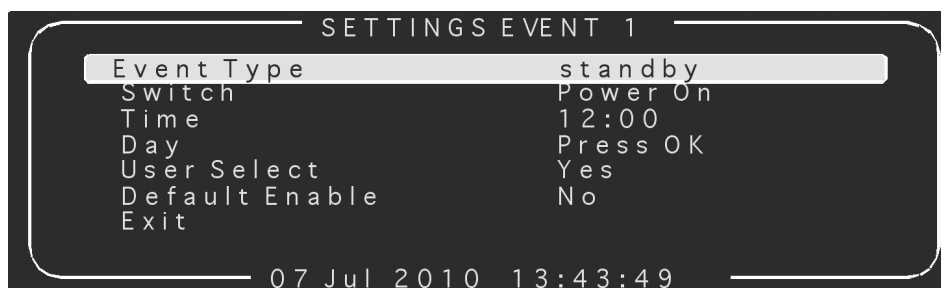 SETTINGS EVENT 1
Event Type standby
Switch Power On
Time 12:00
Day Press OK
User Select Yes
Default Enable No
Exit
07 Jul 2010 13:43:49